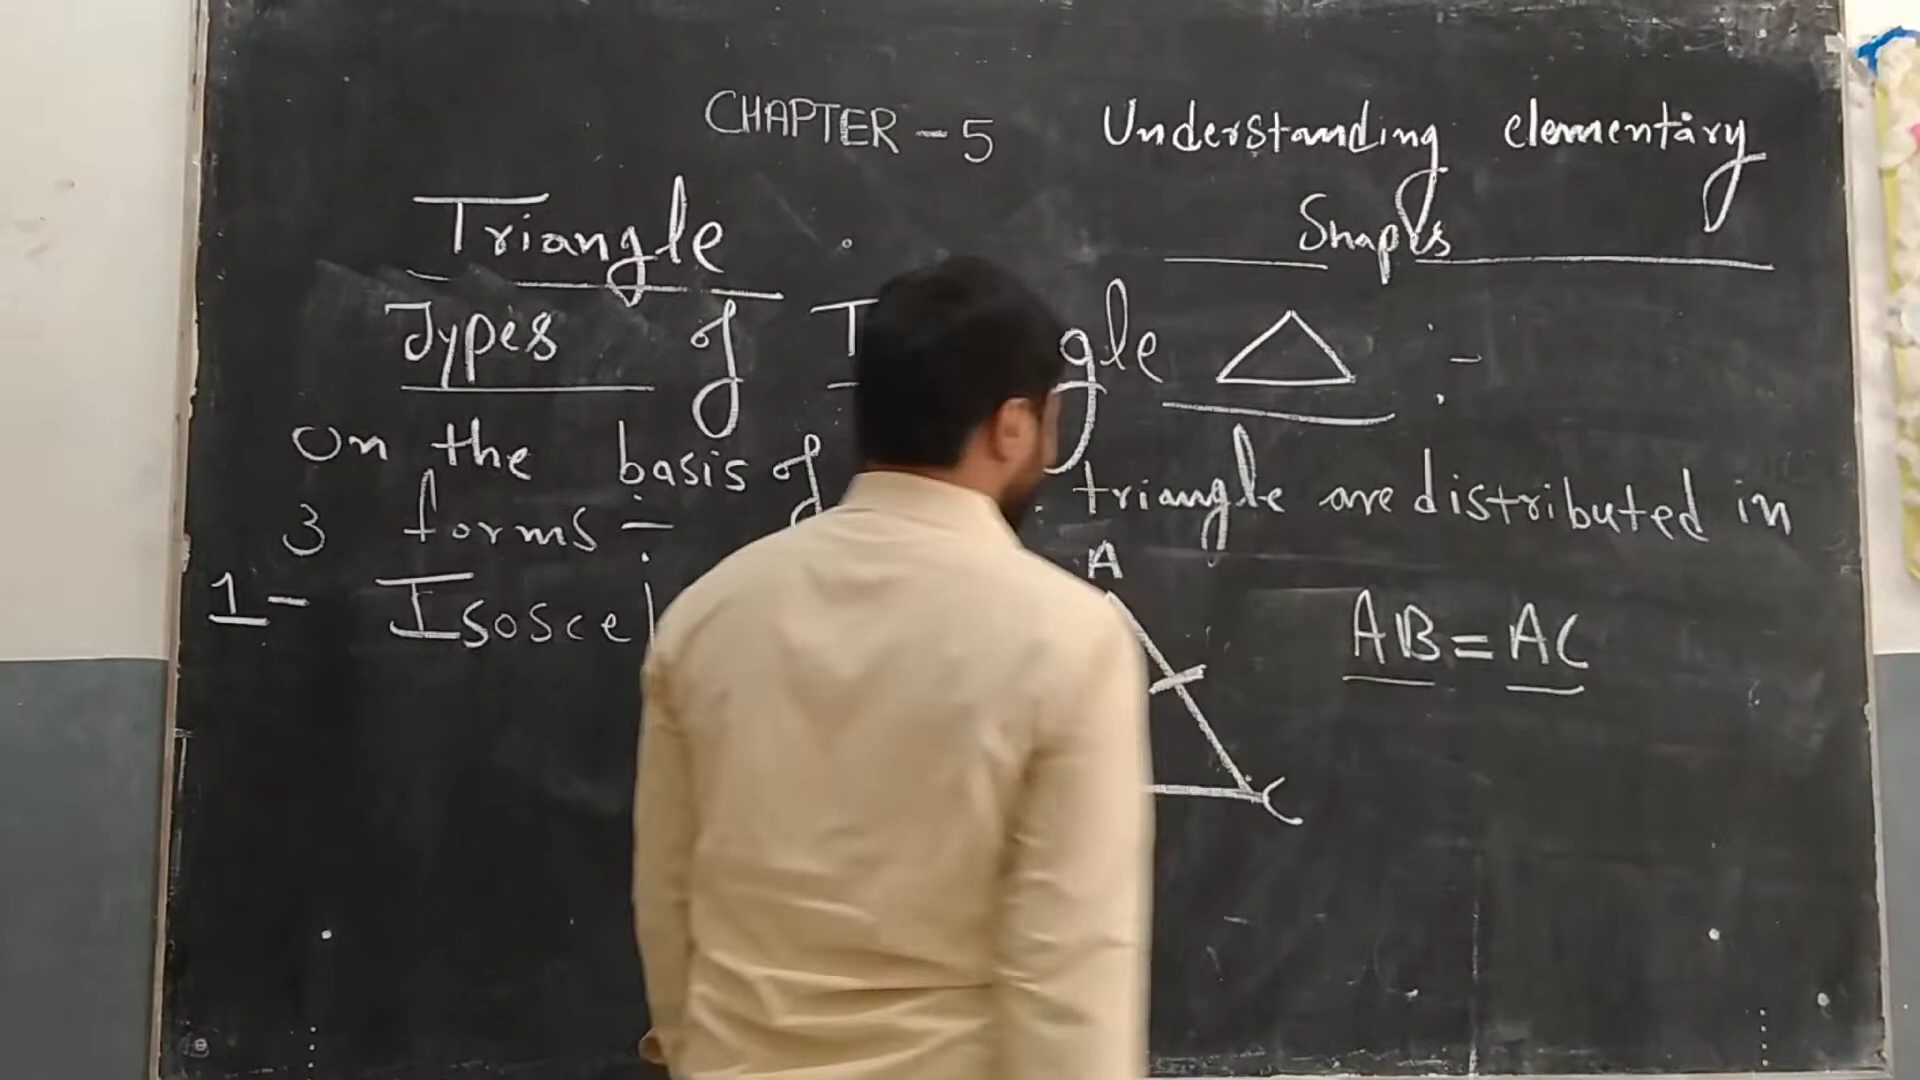 CHAPTER - 5 Understanding elementary
Shapes
Triangle
Types of gle :-
on the basis of triangle are distributed in
3 forms :-
1-
A
AB = AC
C